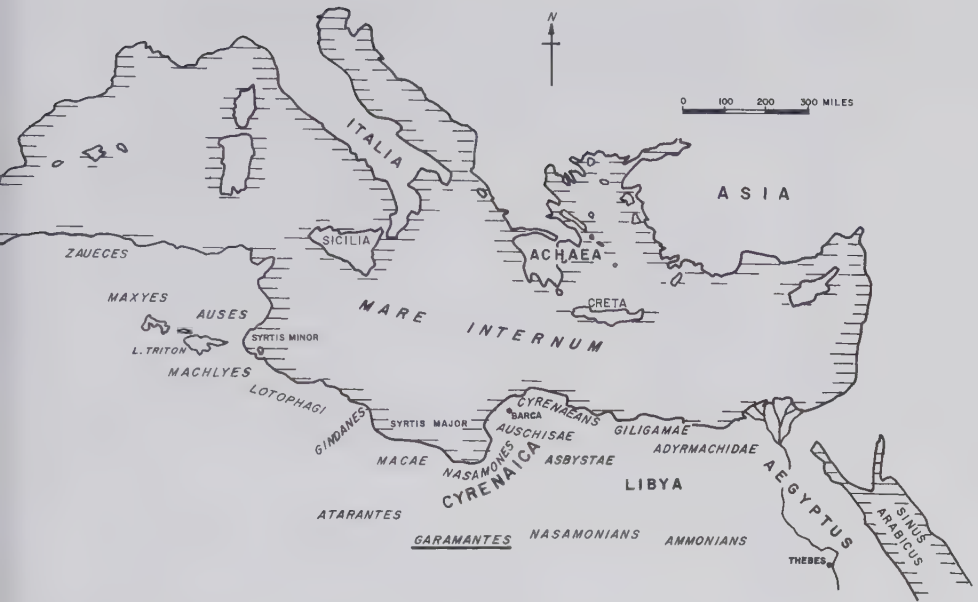 N
0 100 200 300 MILES
ITALIA
ASIA
SICILIA
ZAUECES
ACHAEA
MAXYES
AUSES
CRETA
MARE INTERNUM
SYRTIS MINOR
L. TRITON
MACHLYES
LOTOPHAGI
GINDANES
SYRTIS MAJOR
CYRENAEANS
BARCA
AUSCHISAE
GILIGAMAE
ADYRMACHIDAE
MACAE
NASAMONES
ASBYSTAE
CYRENAICA
LIBYA
AEGYPTUS
SINUS
ARABICUS
ATARANTES
GARAMANTES
NASAMONIANS
AMMONIANS
THEBES